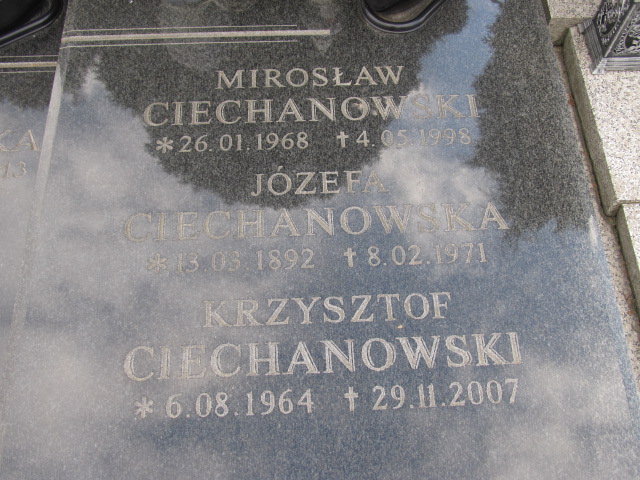 MIROSŁAW
CIECHANOWSKI
*26.01.1968 †4.05.1998
JÓZEFA
CIECHANOWSKA
*13.03.1892 †8.02.1971
KRZYSZTOF
CIECHANOWSKI
*6.08.1964 †29.11.2007